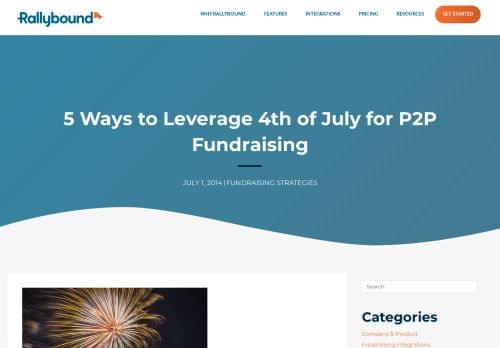 Rallybound
WHY RALLYBOUND
FEATURES
INTEGRATIONS
PRICING
RESOURCES
GET STARTED
5 Ways to Leverage 4th of July for P2P
Fundraising
JULY 1, 2014 | FUNDRAISING STRATEGIES
Search
Categories
Company & Product
Fundraising integrations